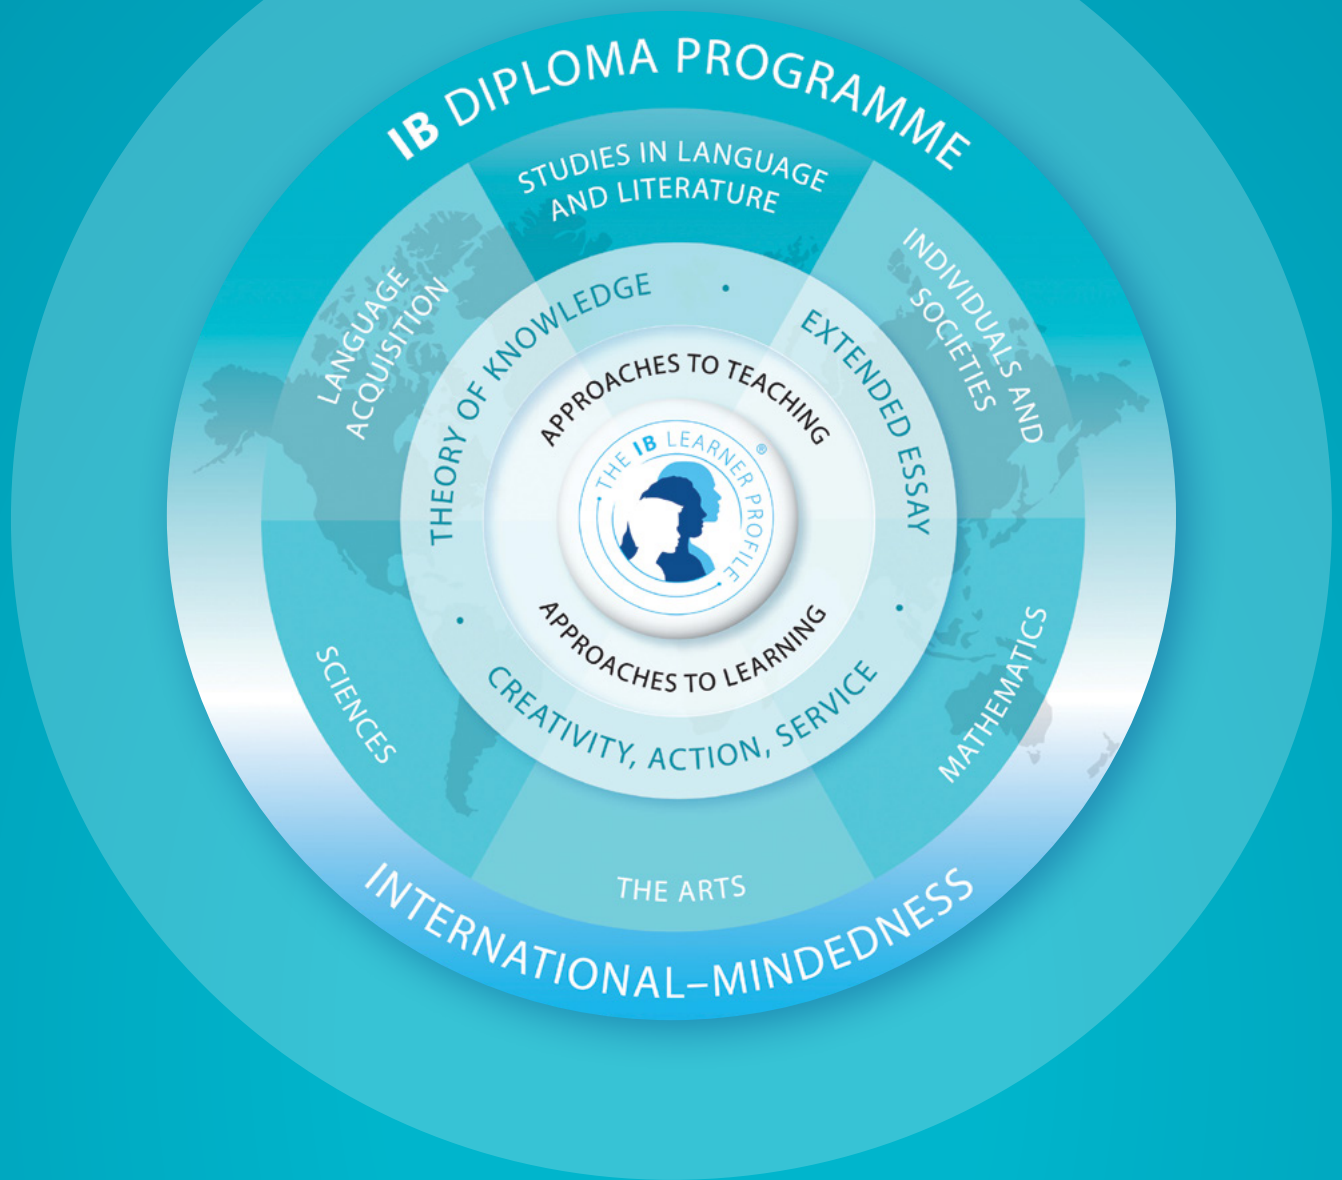 IB DIPLOMA PROGRAMME
STUDIES IN LANGUAGE
AND LITERATURE
LANGUAGE
ACQUISITION
INDIVIDUALS AND
SOCIETIES
THEORY OF KNOWLEDGE
·
EXTENDED ESSAY
APPROACHES TO TEACHING
• THE IB LEARNER PROFILE •
®
APPROACHES TO LEARNING
·
CREATIVITY, ACTION, SERVICE
·
SCIENCES
MATHEMATICS
THE ARTS
INTERNATIONAL–MINDEDNESS